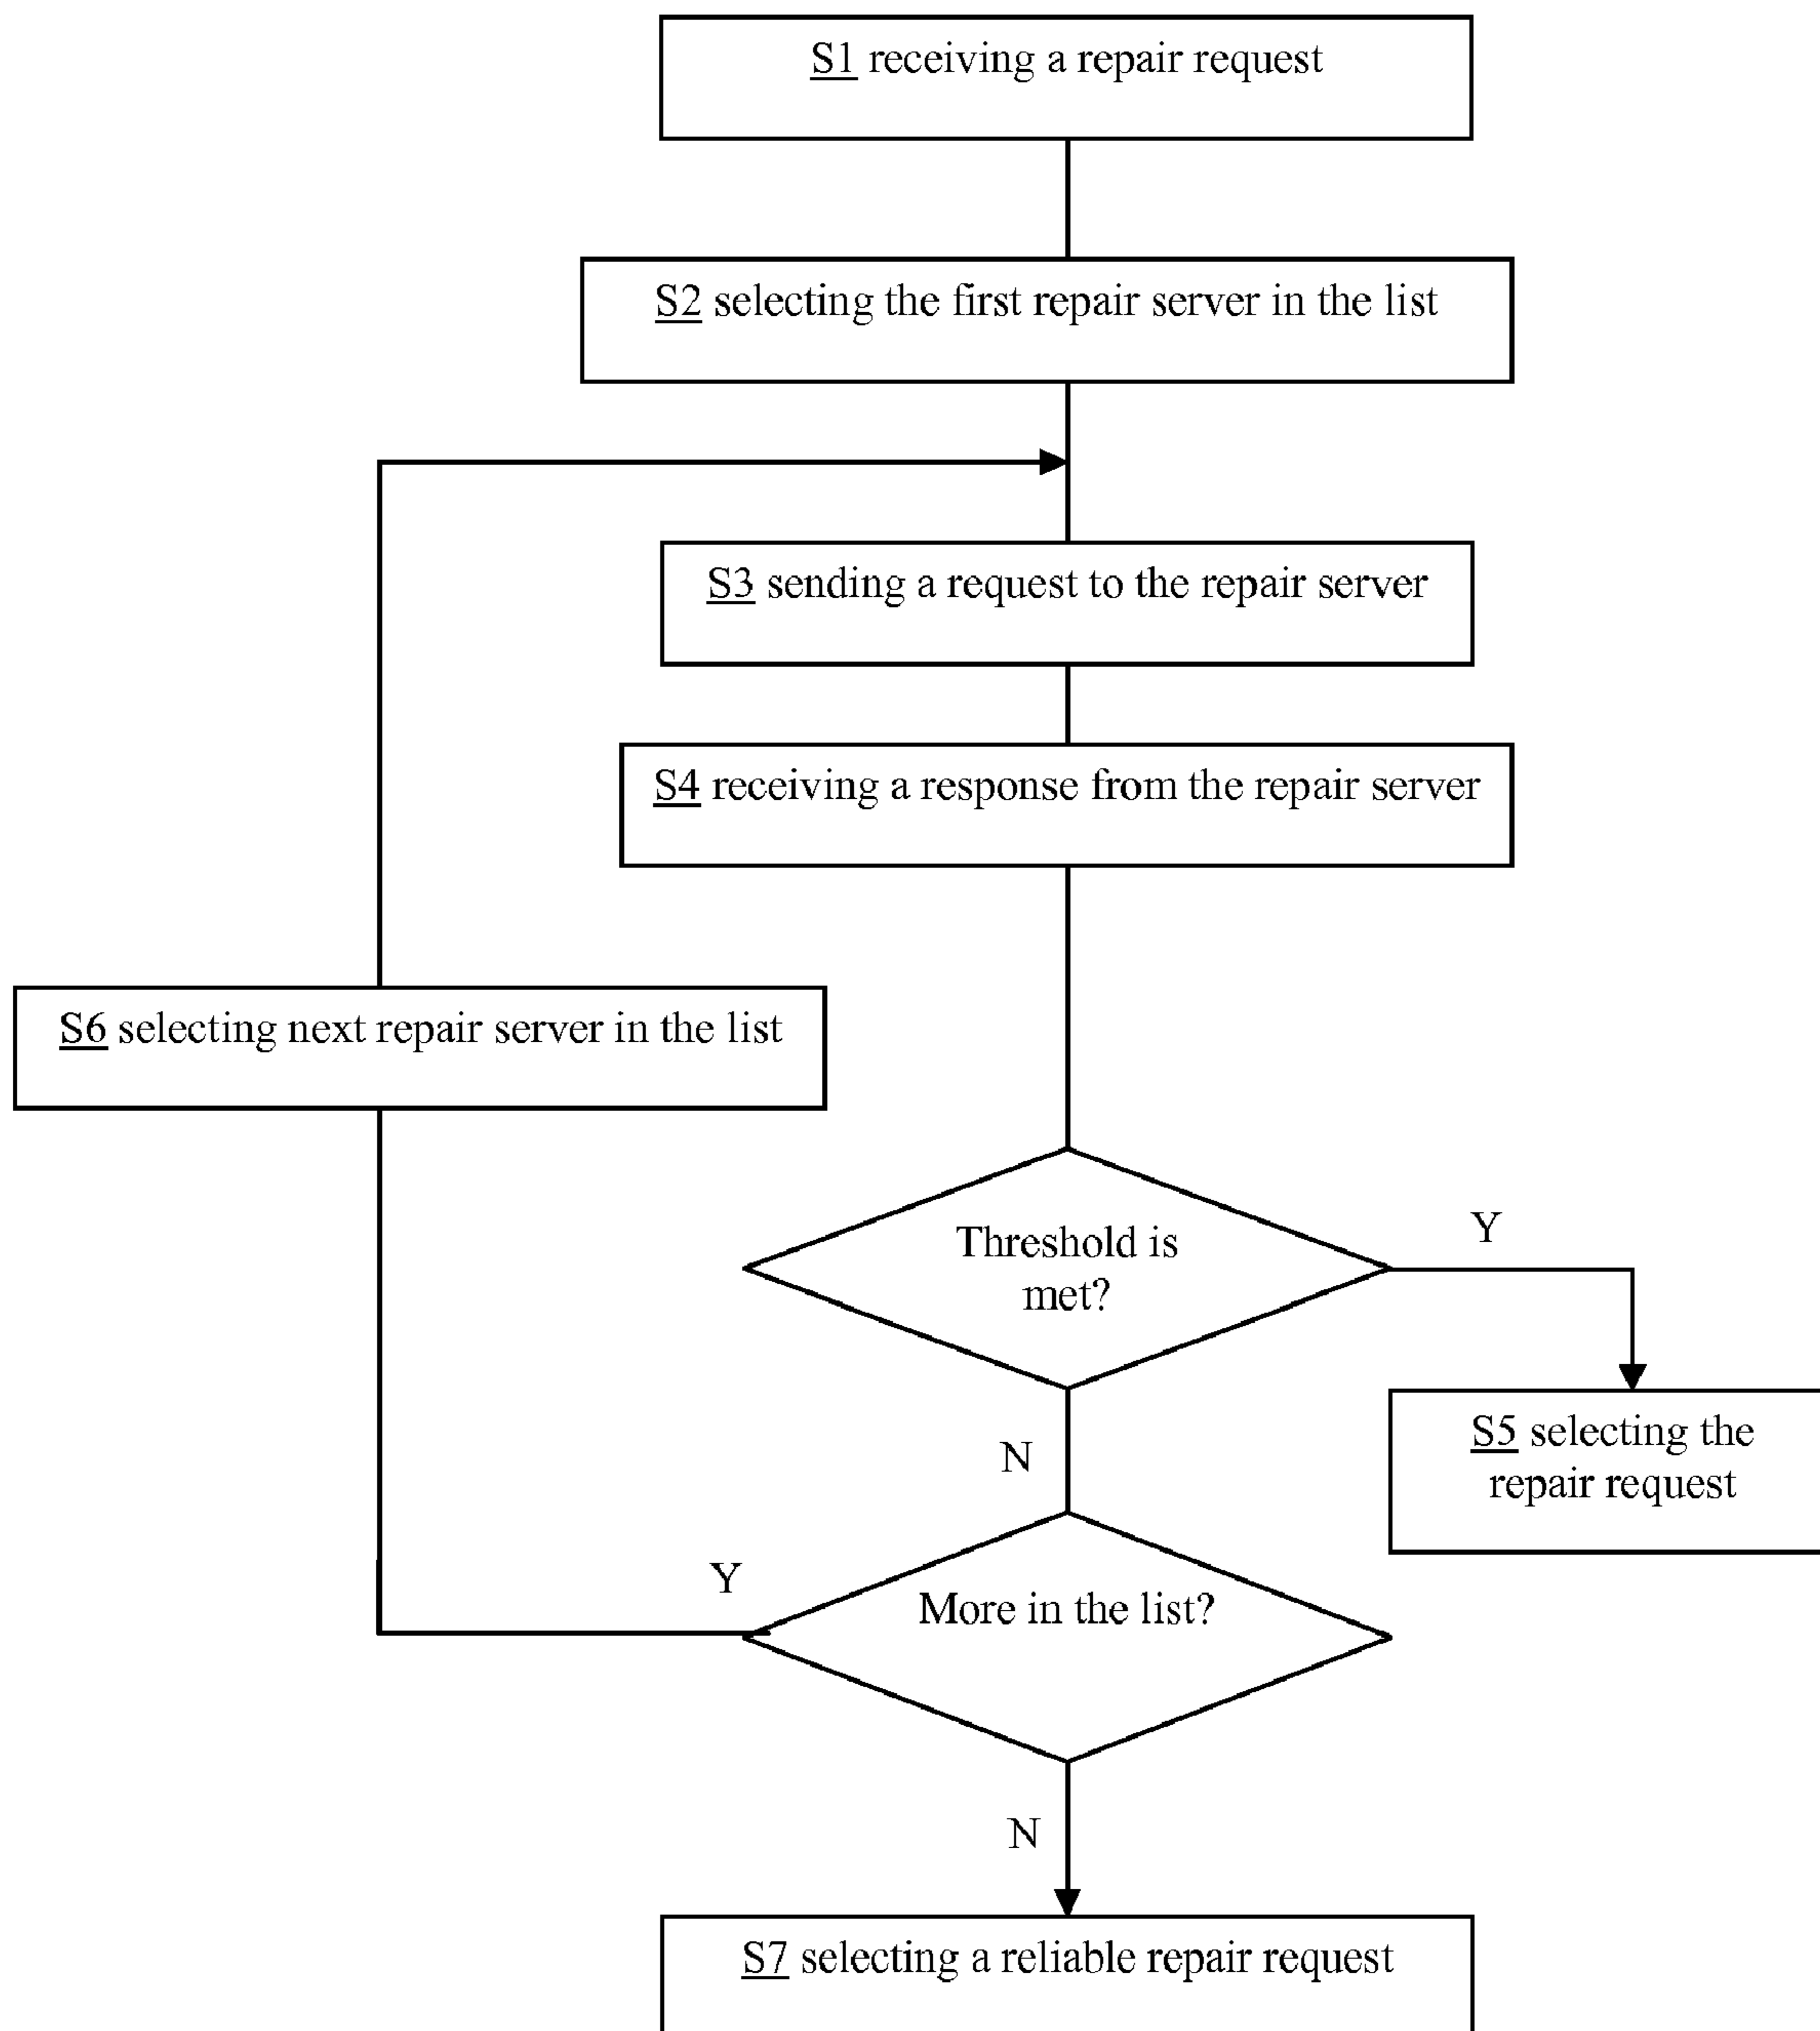 S1 receiving a repair request
S2 selecting the first repair server in the list
S3 sending a request to the repair server
S4 receiving a response from the repair server
S6 selecting next repair server in the list
Threshold is
met?
Y
S5 selecting the
repair request
N
More in the list?
Y
N
S7 selecting a reliable repair request